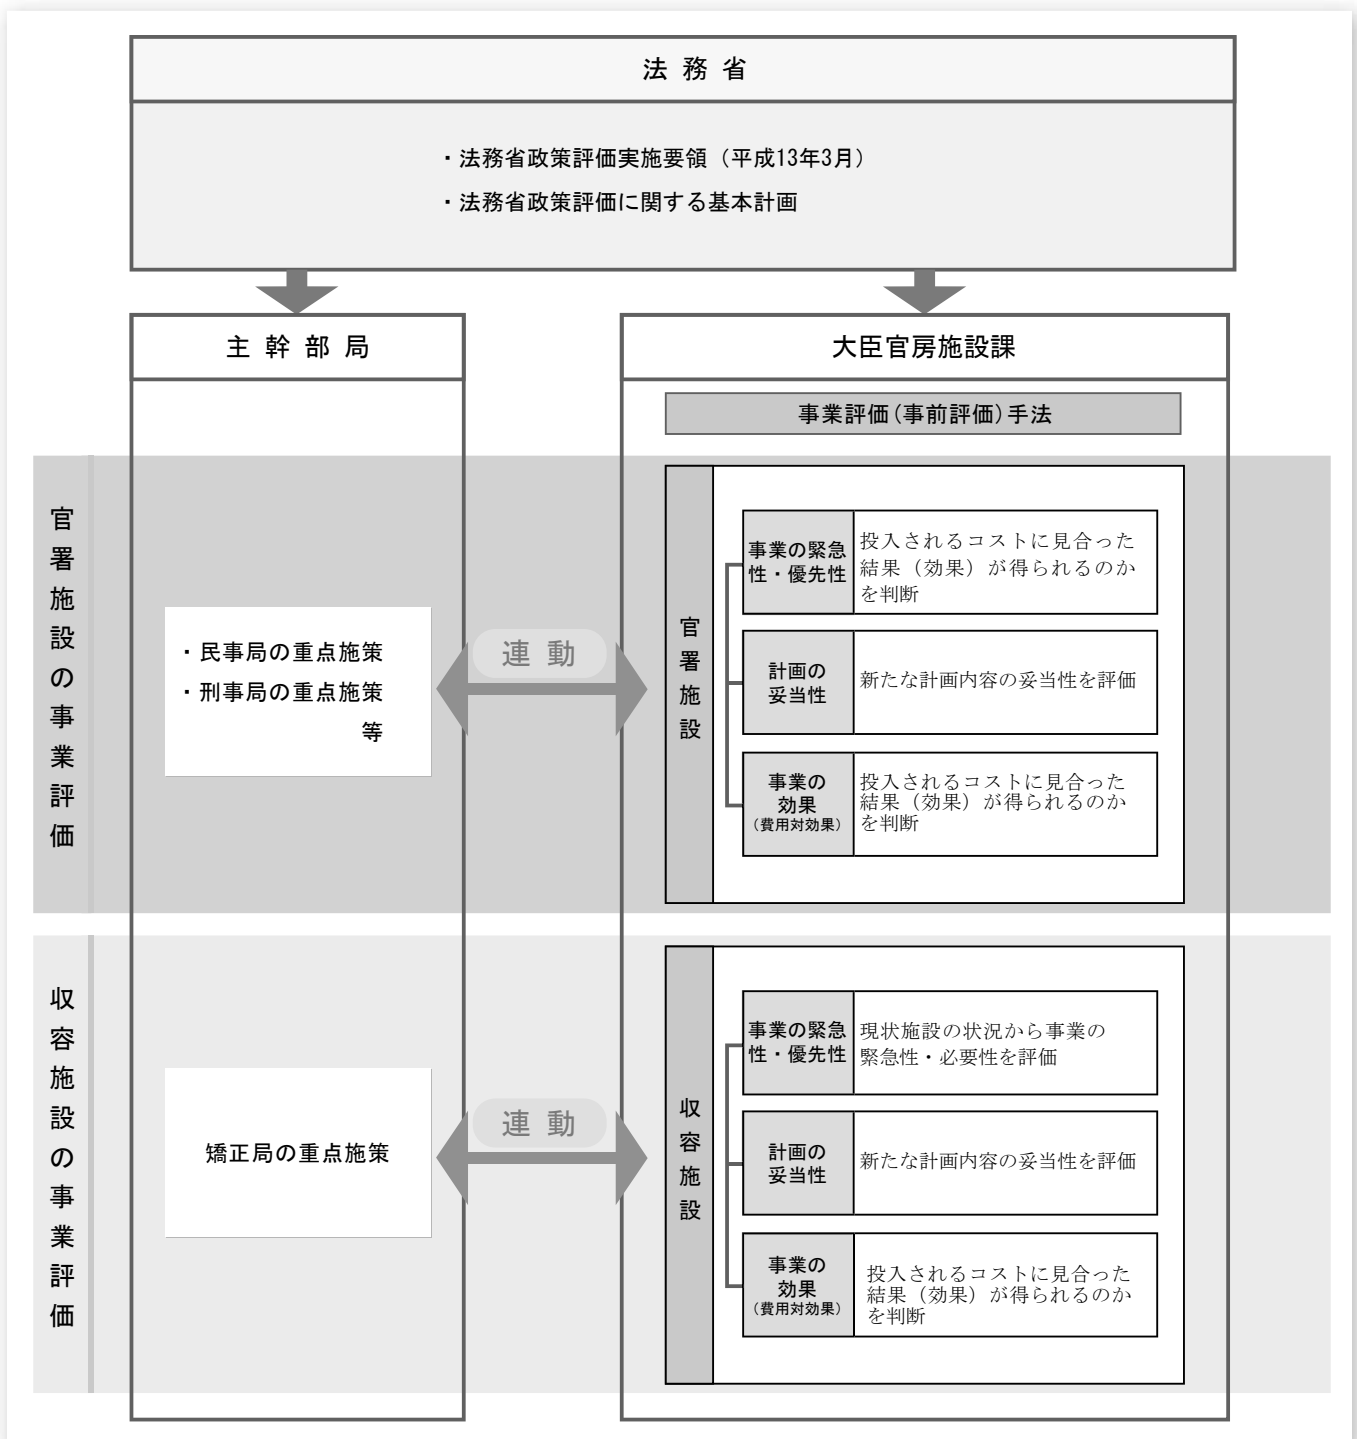 法務省
・法務省政策評価実施要領（平成13年3月）
・法務省政策評価に関する基本計画
主幹部局
大臣官房施設課
事業評価(事前評価)手法
官署施設の事業評価
・民事局の重点施策
・刑事局の重点施策
等
連動
官署施設
事業の緊急
性・優先性
投入されるコストに見合った
結果（効果）が得られるのか
を判断
計画の
妥当性
新たな計画内容の妥当性を評価
事業の
効果
（費用対効果）
投入されるコストに見合った
結果（効果）が得られるのか
を判断
収容施設の事業評価
矯正局の重点施策
連動
収容施設
事業の緊急
性・優先性
現状施設の状況から事業の
緊急性・必要性を評価
計画の
妥当性
新たな計画内容の妥当性を評価
事業の
効果
（費用対効果）
投入されるコストに見合った
結果（効果）が得られるのか
を判断